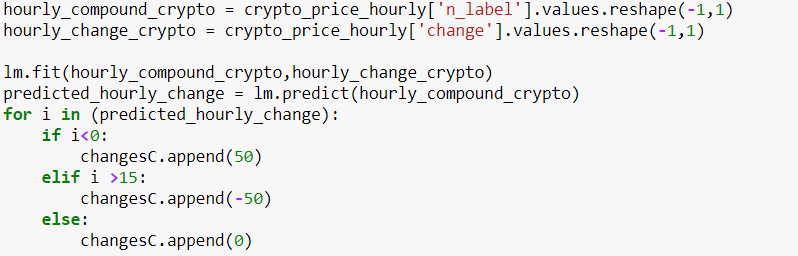 hourly_compound_crypto = crypto_price_hourly['n_label'].values.reshape(-1,1)
hourly_change_crypto = crypto_price_hourly['change'].values.reshape(-1,1)

lm.fit(hourly_compound_crypto,hourly_change_crypto)
predicted_hourly_change = lm.predict(hourly_compound_crypto)
for i in (predicted_hourly_change):
    if i<0:
        changesC.append(50)
    elif i >15:
        changesC.append(-50)
    else:
        changesC.append(0)